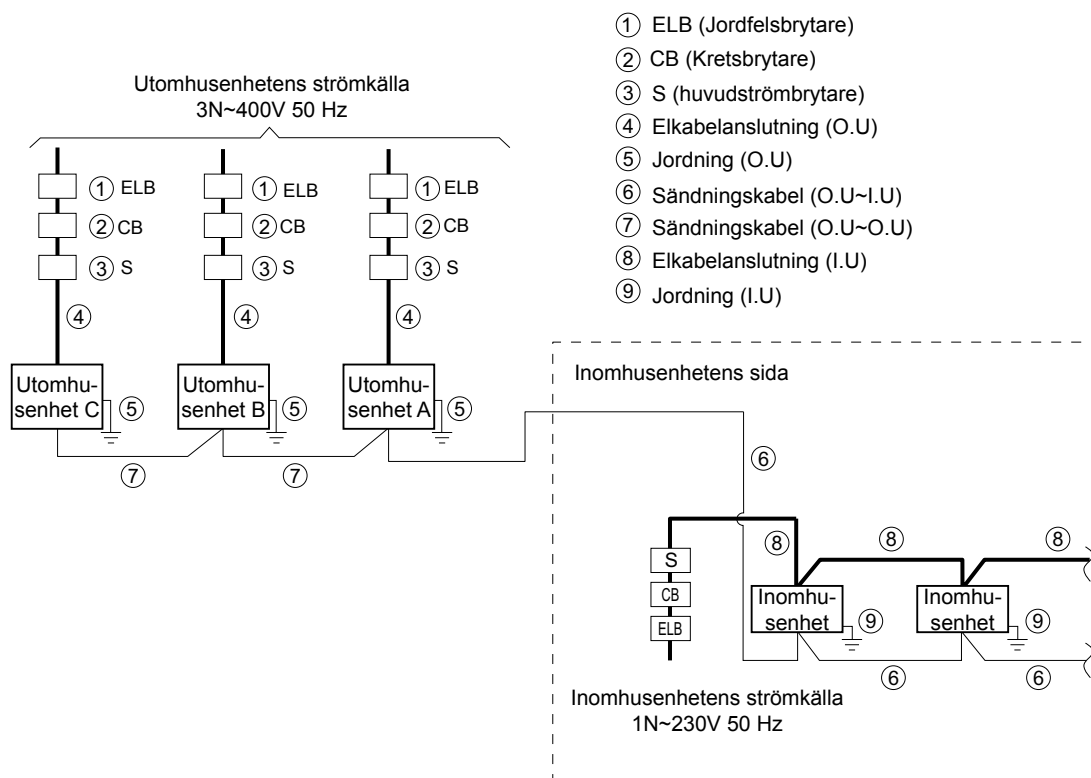 ① ELB (Jordfelsbrytare)
② CB (Kretsbrytare)
③ S (huvudströmbrytare)
④ Elkabelanslutning (O.U)
⑤ Jordning (O.U)
⑥ Sändningskabel (O.U~I.U)
⑦ Sändningskabel (O.U~O.U)
⑧ Elkabelanslutning (I.U)
⑨ Jordning (I.U)
Utomhusenhetens strömkälla
3N~400V 50 Hz
① ELB
① ELB
① ELB
② CB
② CB
② CB
③ S
③ S
③ S
④
④
④
Utomhu-
senhet C
⑤
Utomhu-
senhet B
⑤
Utomhu-
senhet A
⑤
⑦
⑦
Inomhusenhetens sida
⑥
⑧
⑧
⑧
S
CB
ELB
Inomhu-
senhet
⑨
Inomhu-
senhet
⑨
⑥
⑥
Inomhusenhetens strömkälla
1N~230V 50 Hz